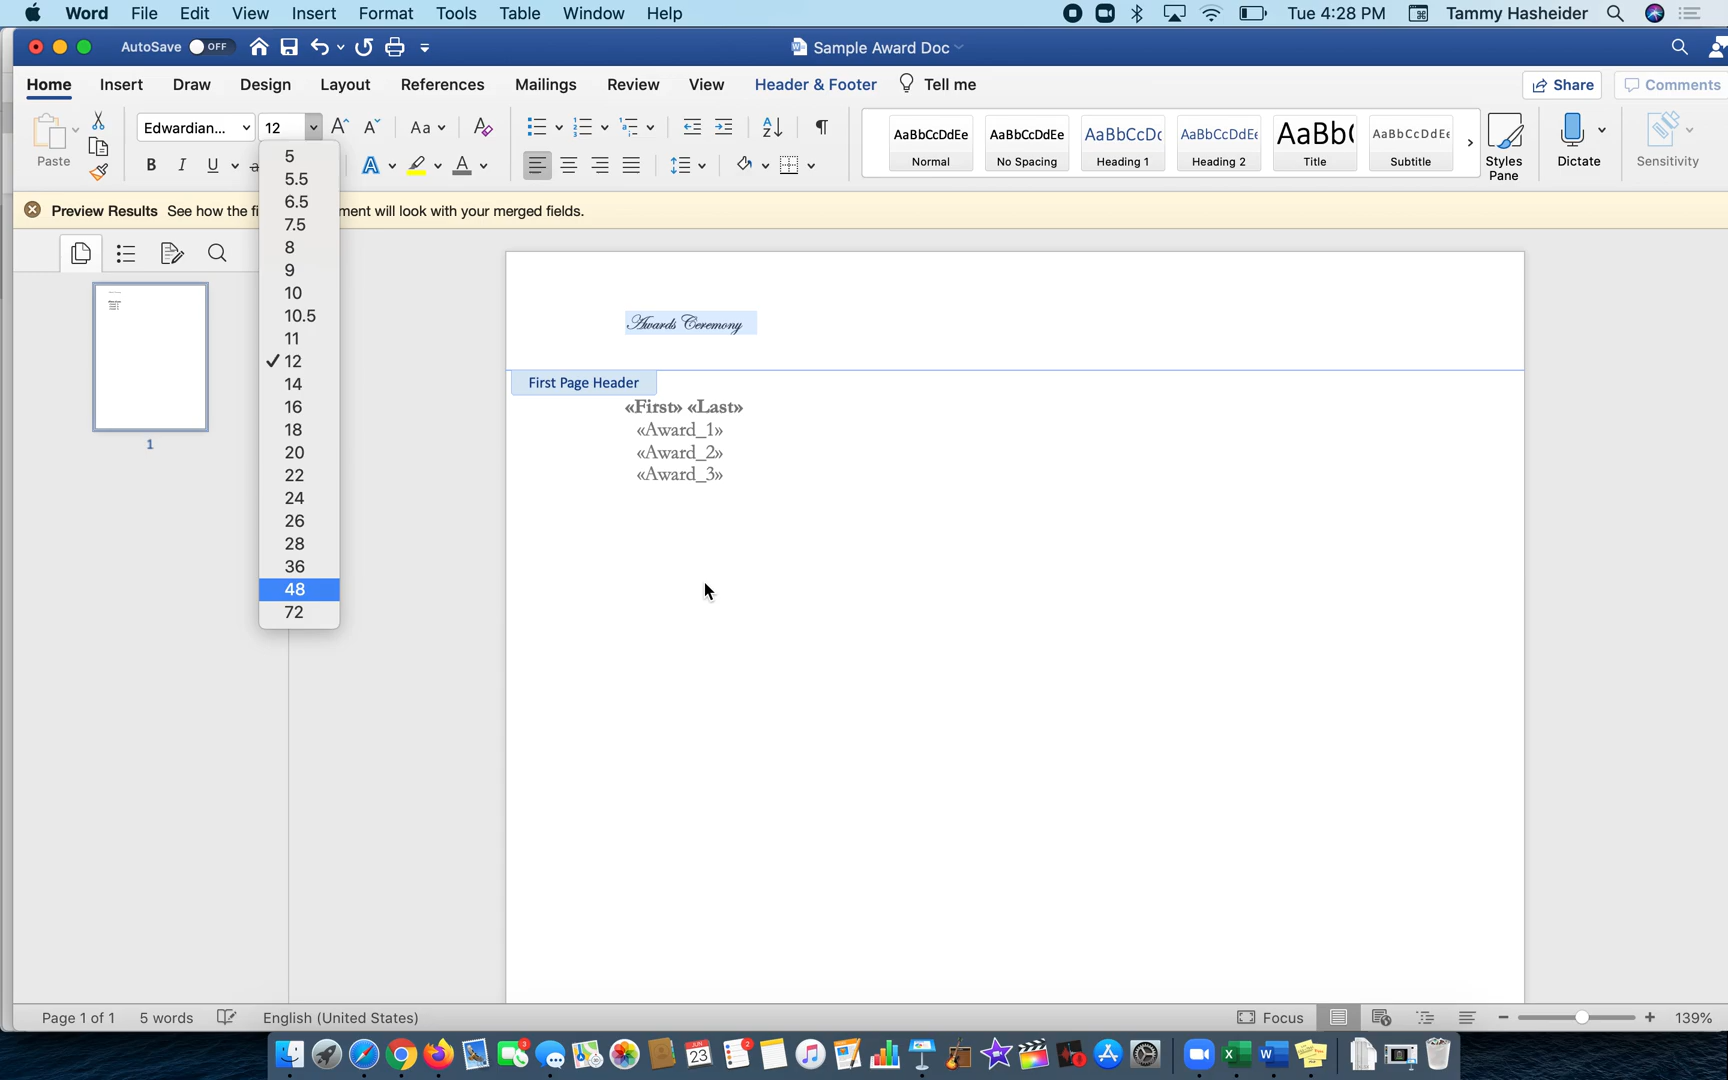 Word File Edit View Insert Format Tools Table Window Help Tue 4:28 PM Tammy Hasheider
AutoSave OFF Sample Award Doc
Home Insert Draw Design Layout References Mailings Review View Header & Footer Tell me Share Comments
Paste Edwardian... 12 Aa AaBbCcDdEe Normal AaBbCcDdEe No Spacing AaBbCcDc Heading 1 AaBbCcDdEe Heading 2 AaBb( Title AaBbCcDdEe Subtitle Styles Pane Dictate Sensitivity
B I U A A
Preview Results See how the fi ment will look with your merged fields.
5
5.5
6.5
7.5
8
9
10
10.5
11
✓ 12
14
16
18
20
22
24
26
28
36
48
72
1
Awards Ceremony
First Page Header
«First» «Last»
«Award_1»
«Award_2»
«Award_3»
Page 1 of 1 5 words English (United States) Focus 139%
3 JUN 23 2